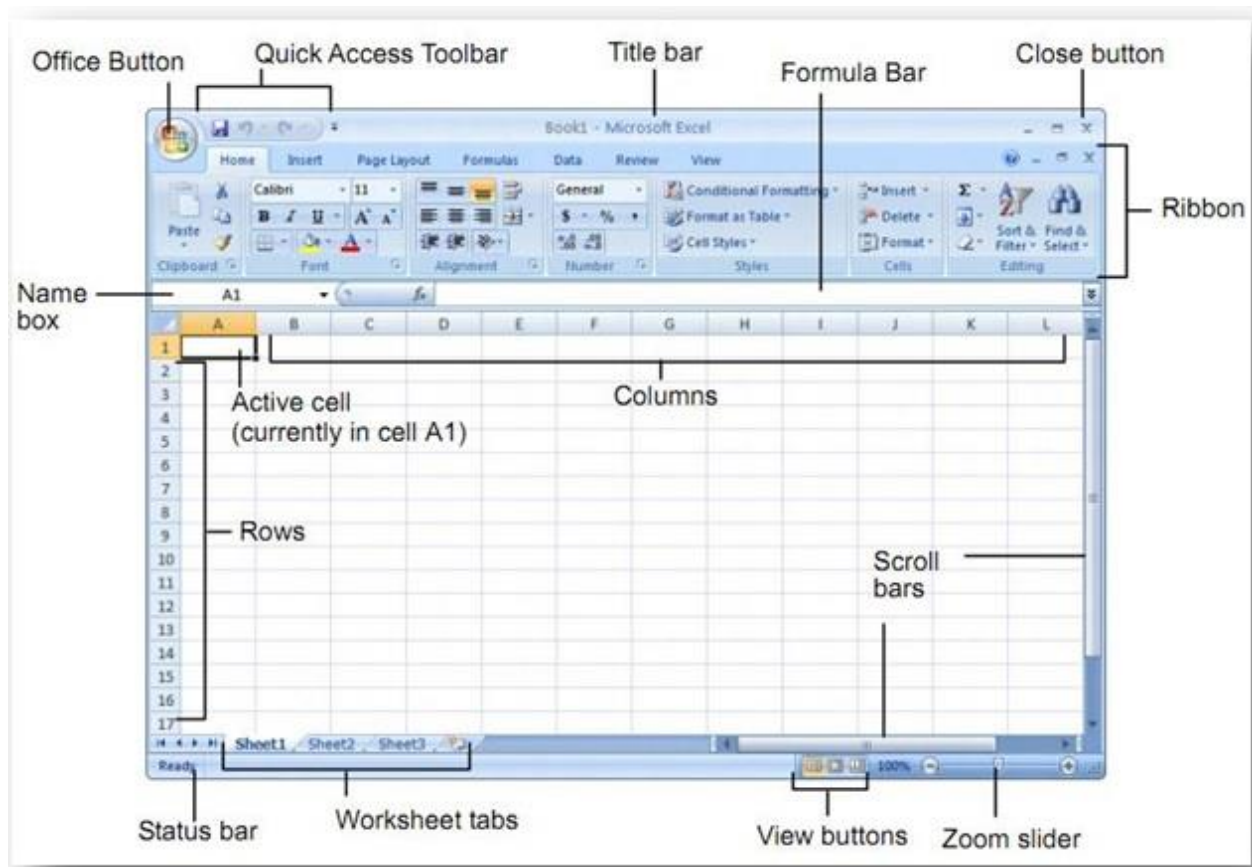 Office Button
Quick Access Toolbar
Title bar
Formula Bar
Close button
Book1 - Microsoft Excel
Home Insert Page Layout Formulas Data Review View
Calibri 11
General
Conditional Formatting
Insert
Σ
B I U
A A
$ % ,
Format as Table
Delete
Paste
A
Cell Styles
Format
Sort & Filter
Find & Select
Clipboard Font Alignment Number Styles Cells Editing
Ribbon
Name box
A1
fx
A B C D E F G H I J K L
1
2
3
4
5
6
7
8
9
10
11
12
13
14
15
16
17
Columns
Active cell
(currently in cell A1)
Rows
Scroll
bars
Sheet1 Sheet2 Sheet3
Ready
100%
Status bar
Worksheet tabs
View buttons
Zoom slider